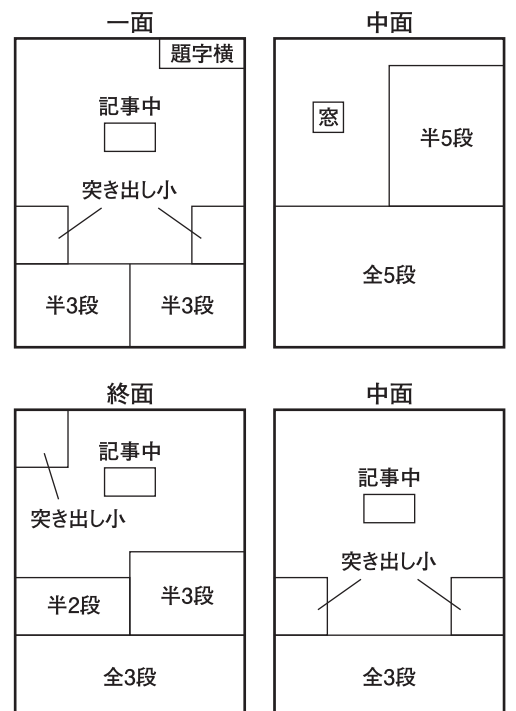 一面
題字横
記事中
突き出し小
半3段
半3段
中面
窓
半5段
全5段
終面
記事中
突き出し小
半2段
半3段
全3段
中面
記事中
突き出し小
全3段